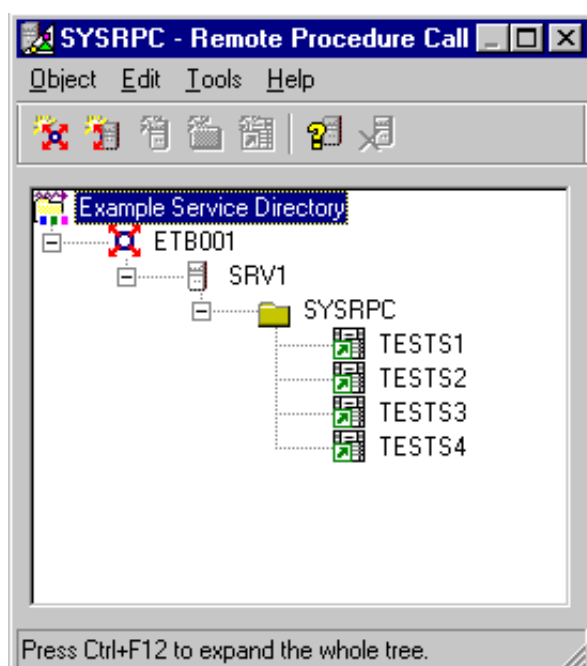 SYSRPC - Remote Procedure Call
Object Edit Tools Help
Example Service Directory
ETB001
SRV1
SYSRPC
TESTS1
TESTS2
TESTS3
TESTS4
Press Ctrl+F12 to expand the whole tree.